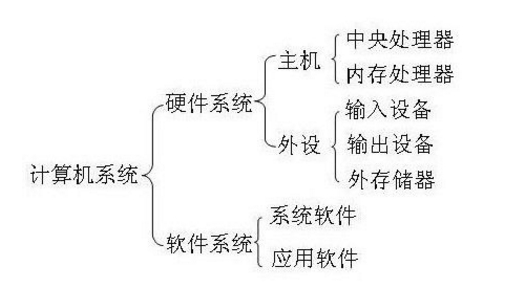 中央处理器
主机
内存处理器
硬件系统
输入设备
外设
输出设备
外存储器
计算机系统
系统软件
软件系统
应用软件